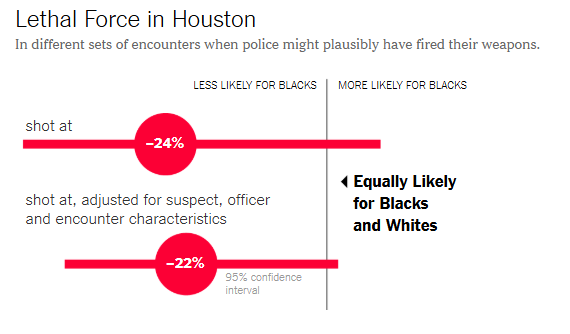 Lethal Force in Houston
In different sets of encounters when police might plausibly have fired their weapons.
LESS LIKELY FOR BLACKS
MORE LIKELY FOR BLACKS
shot at
–24%
Equally Likely
for Blacks
and Whites
shot at, adjusted for suspect, officer
and encounter characteristics
–22%
95% confidence
interval